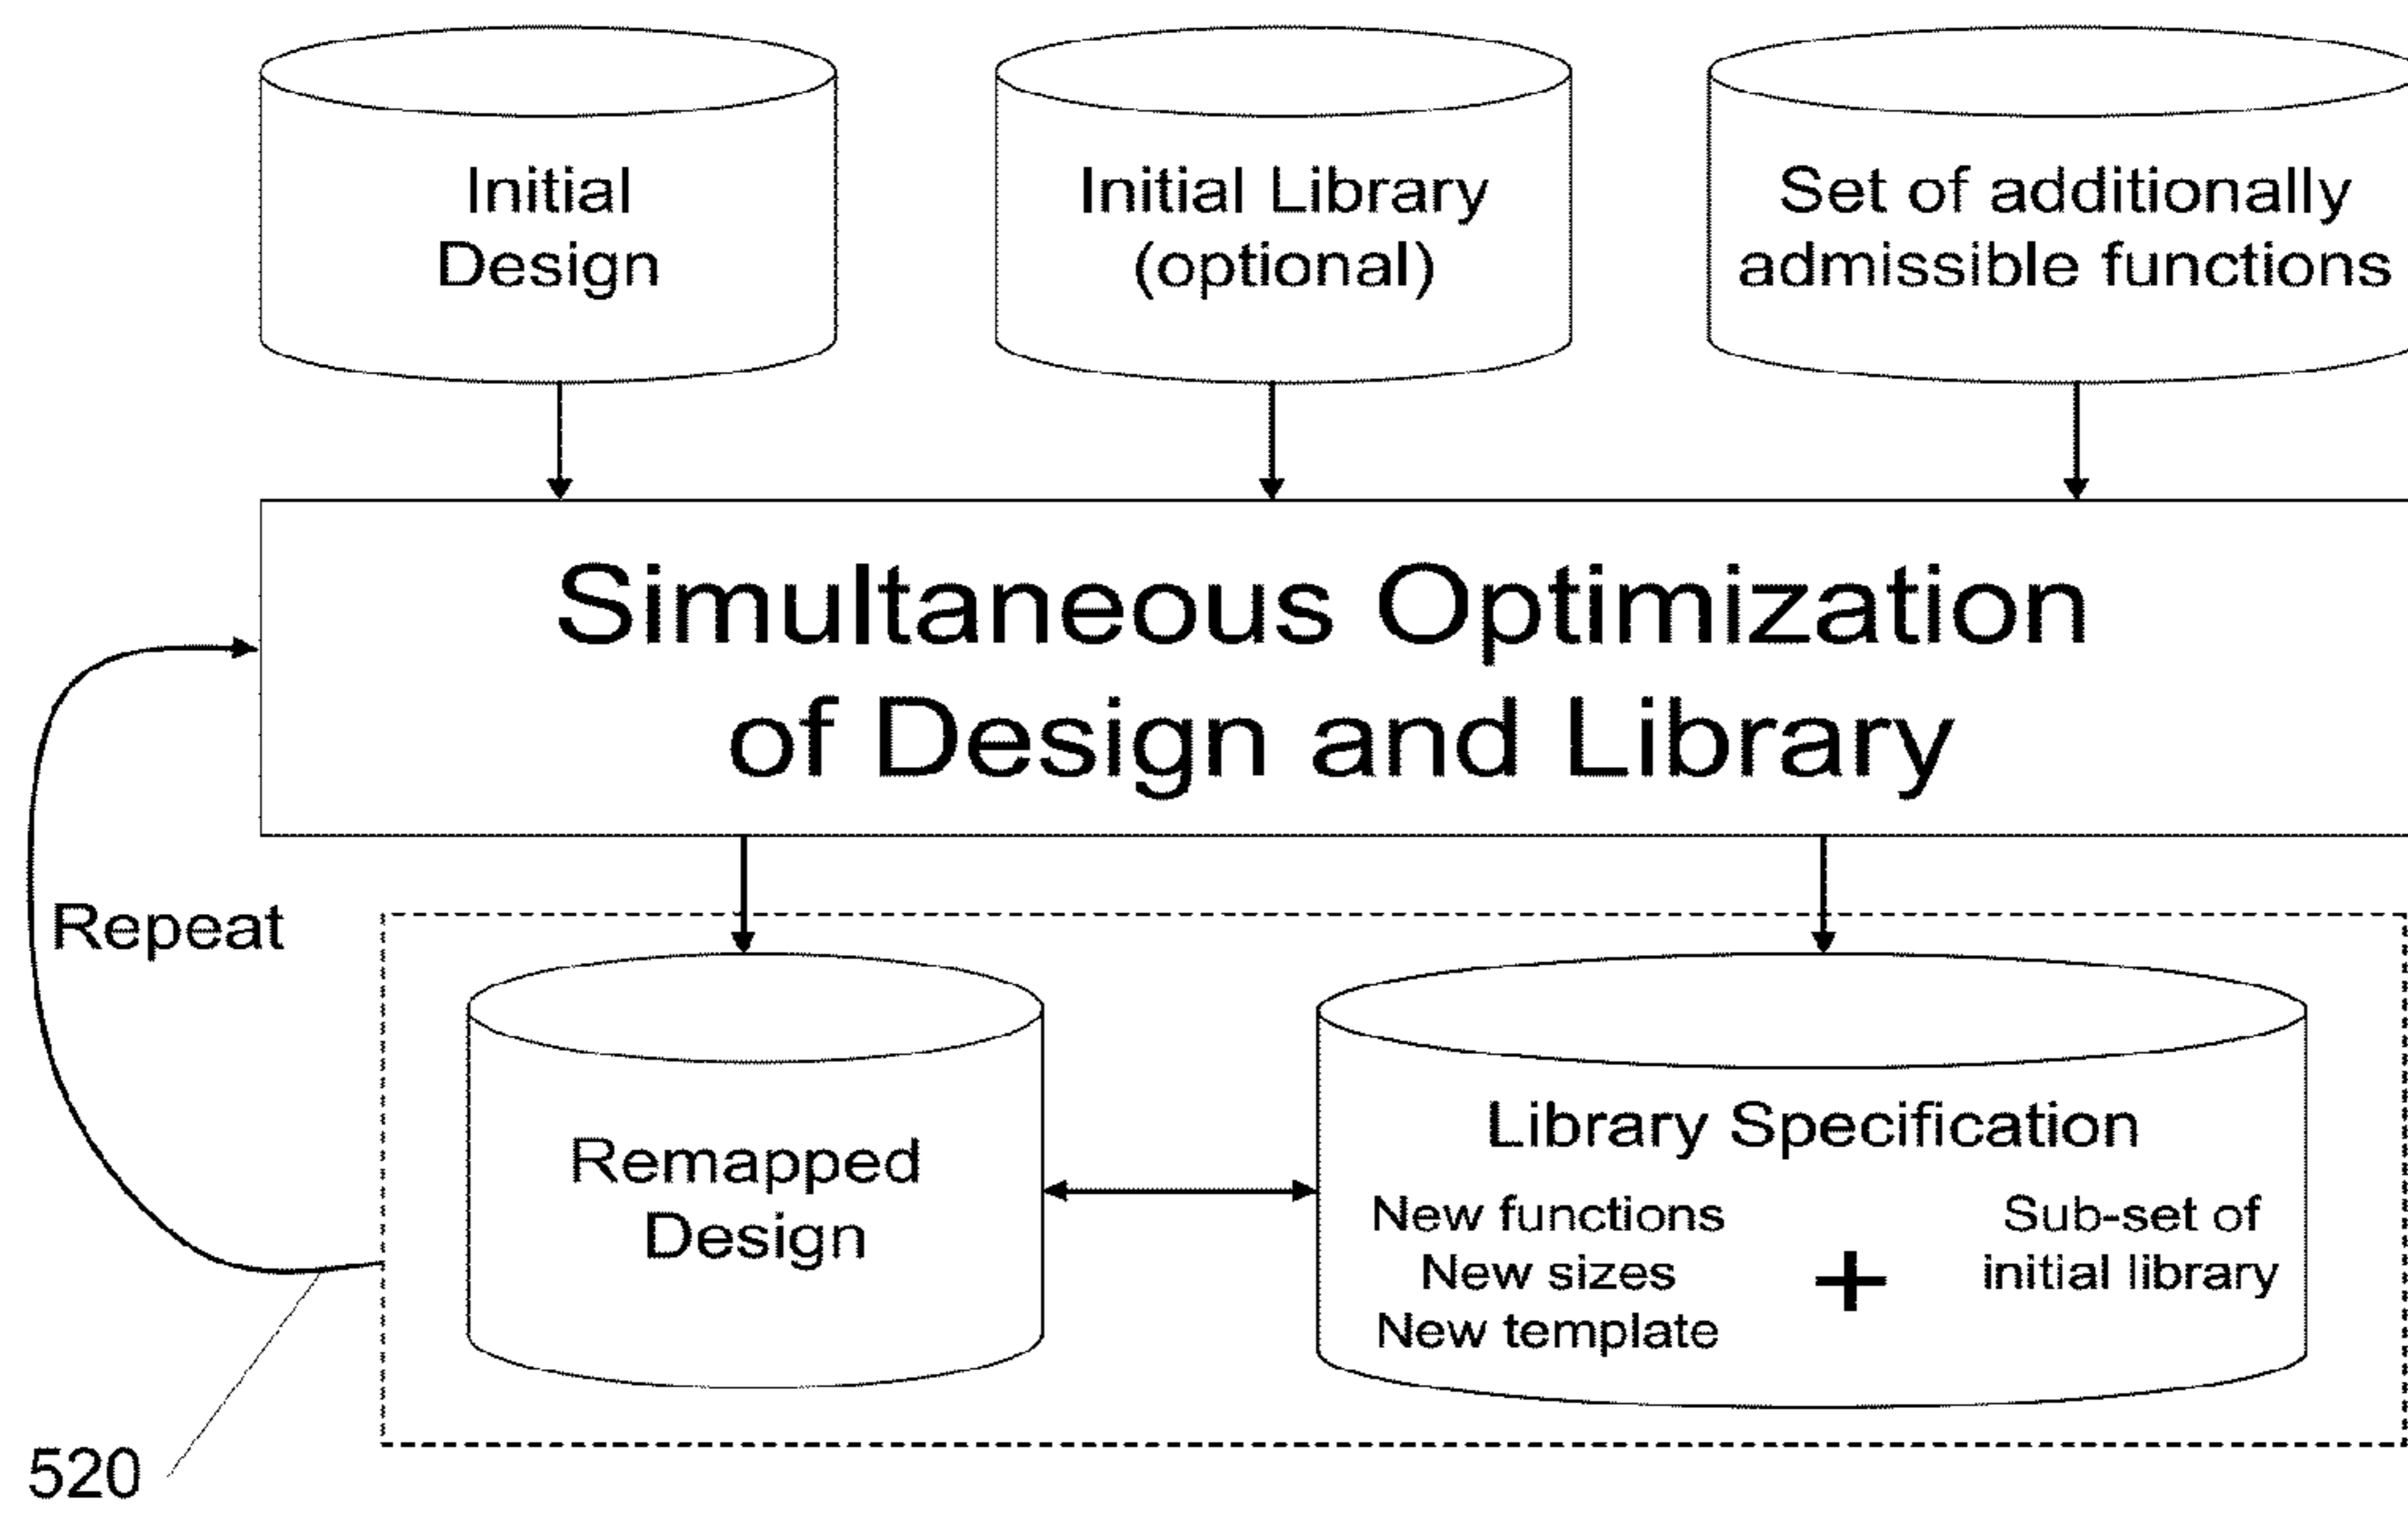 Initial
Design
Initial Library
(optional)
Set of additionally
admissible functions
Simultaneous Optimization
of Design and Library
Repeat
Remapped
Design
Library Specification
New functions
New sizes
New template
+
Sub-set of
initial library
520